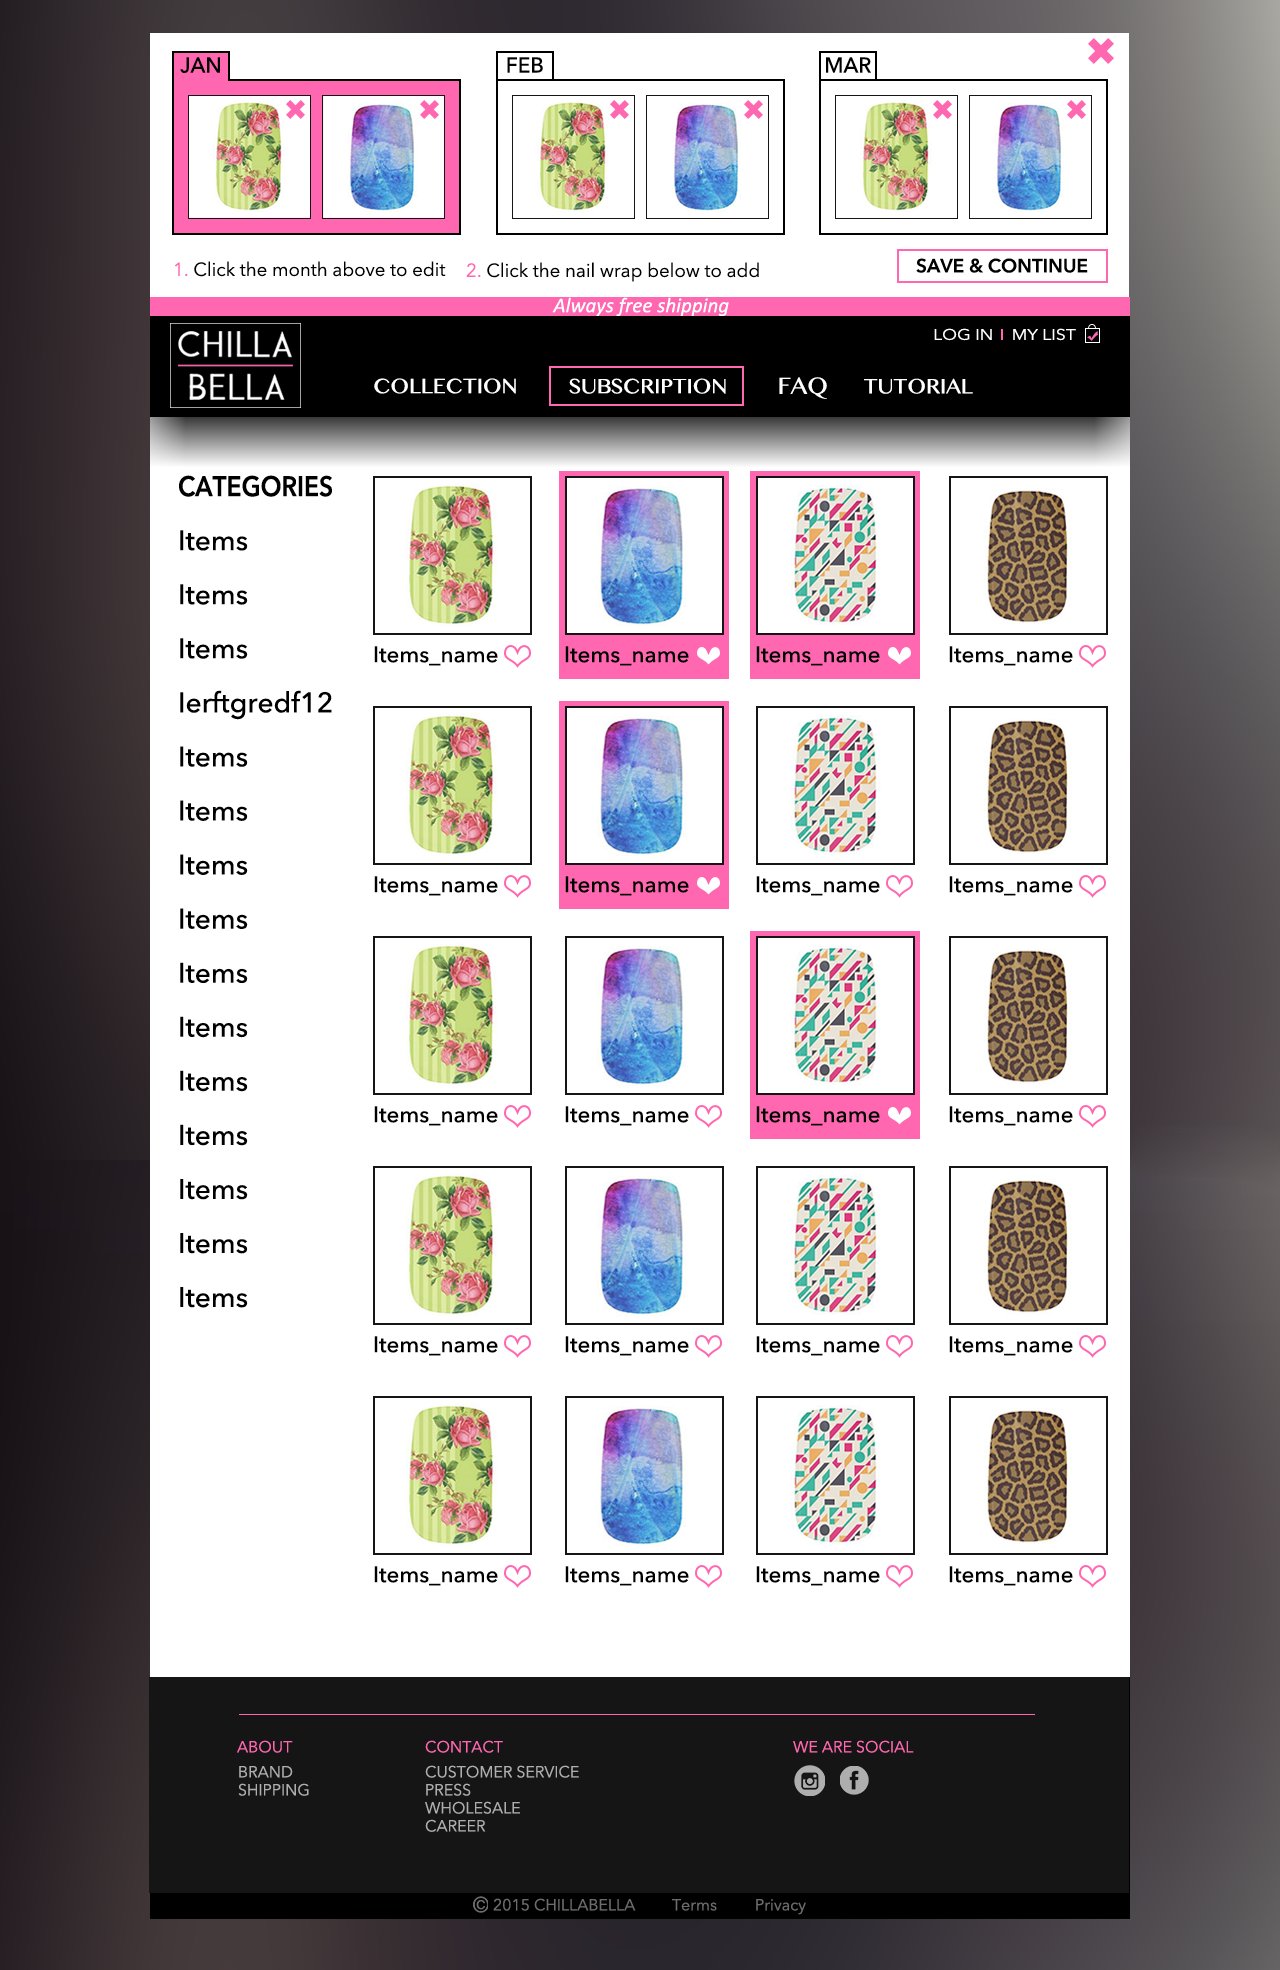 JAN FEB MAR
1. Click the month above to edit 2. Click the nail wrap below to add SAVE & CONTINUE
Always free shipping
CHILLA
BELLA
LOG IN I MY LIST
COLLECTION SUBSCRIPTION FAQ TUTORIAL
CATEGORIES
Items
Items
Items
Ierftgredf12
Items
Items
Items
Items
Items
Items
Items
Items
Items
Items
Items
Items_name Items_name Items_name Items_name
Items_name Items_name Items_name Items_name
Items_name Items_name Items_name Items_name
Items_name Items_name Items_name Items_name
Items_name Items_name Items_name Items_name
ABOUT
BRAND
SHIPPING
CONTACT
CUSTOMER SERVICE
PRESS
WHOLESALE
CAREER
WE ARE SOCIAL
© 2015 CHILLABELLA Terms Privacy